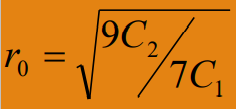 r₀ = √(9C₂/7C₁)